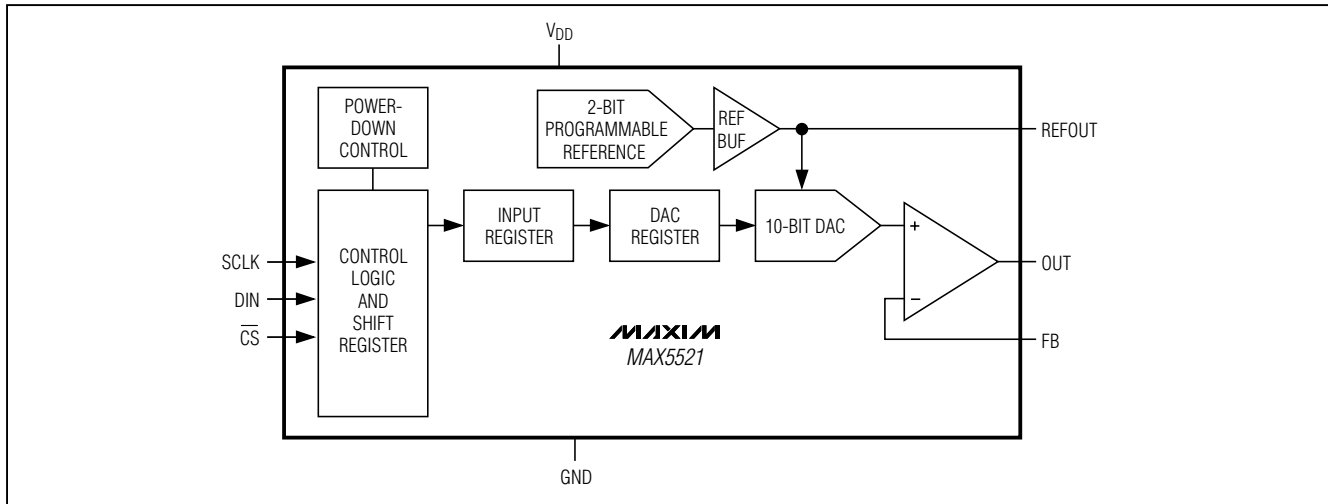 VDD
POWER-
DOWN
CONTROL
2-BIT
PROGRAMMABLE
REFERENCE
REF
BUF
REFOUT
CONTROL
LOGIC
AND
SHIFT
REGISTER
INPUT
REGISTER
DAC
REGISTER
10-BIT DAC
+
−
OUT
FB
SCLK
DIN
C̅S̅
MAXIM
MAX5521
GND